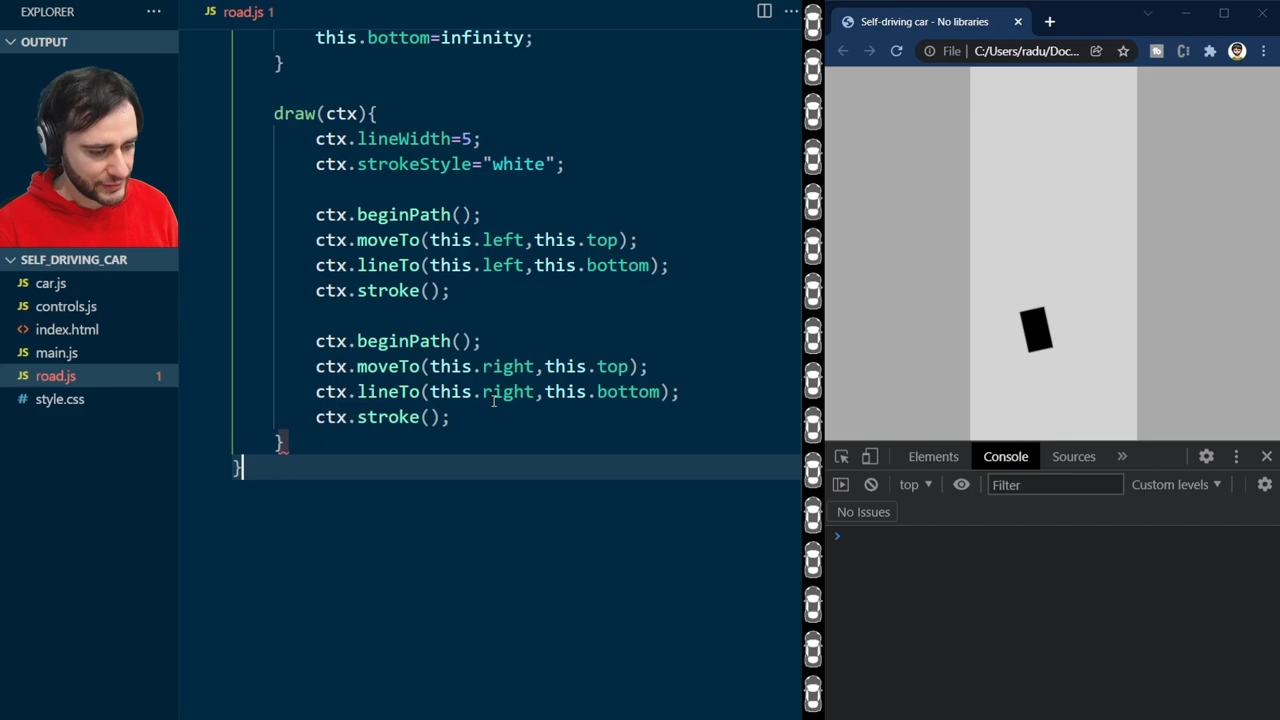 EXPLORER
OUTPUT
SELF_DRIVING_CAR
JS car.js
JS controls.js
<> index.html
JS main.js
JS road.js 1
# style.css
JS road.js 1
this.bottom=infinity;
}
draw(ctx){
ctx.lineWidth=5;
ctx.strokeStyle="white";
ctx.beginPath();
ctx.moveTo(this.left,this.top);
ctx.lineTo(this.left,this.bottom);
ctx.stroke();
ctx.beginPath();
ctx.moveTo(this.right,this.top);
ctx.lineTo(this.right,this.bottom);
ctx.stroke();
}
}
Self-driving car - No libraries
File C:/Users/radu/Doc...
Elements Console Sources
top Filter Custom levels
No Issues